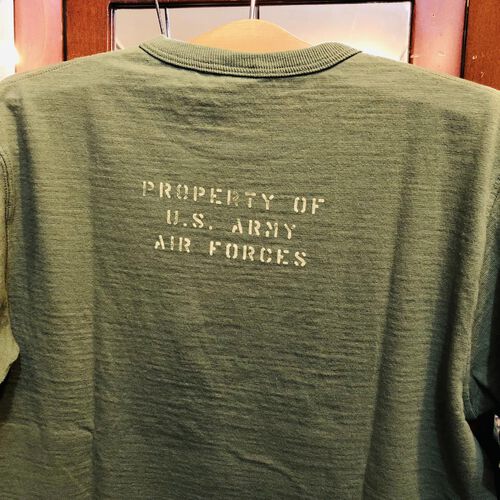 PROPERTY OF
U.S. ARMY
AIR FORCES